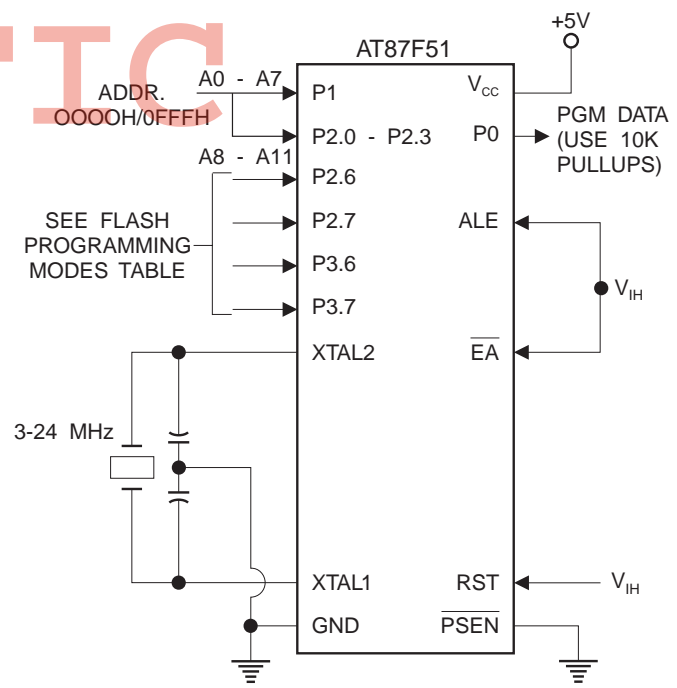 TIC
+5V
AT87F51
A0 - A7
ADDR.
OOOOH/0FFFH
P1
VCC
P2.0 - P2.3
P0
PGM DATA
(USE 10K
PULLUPS)
A8 - A11
P2.6
SEE FLASH
PROGRAMMING
MODES TABLE
P2.7
ALE
P3.6
P3.7
VIH
XTAL2
EA
3-24 MHz
XTAL1
RST
VIH
GND
PSEN